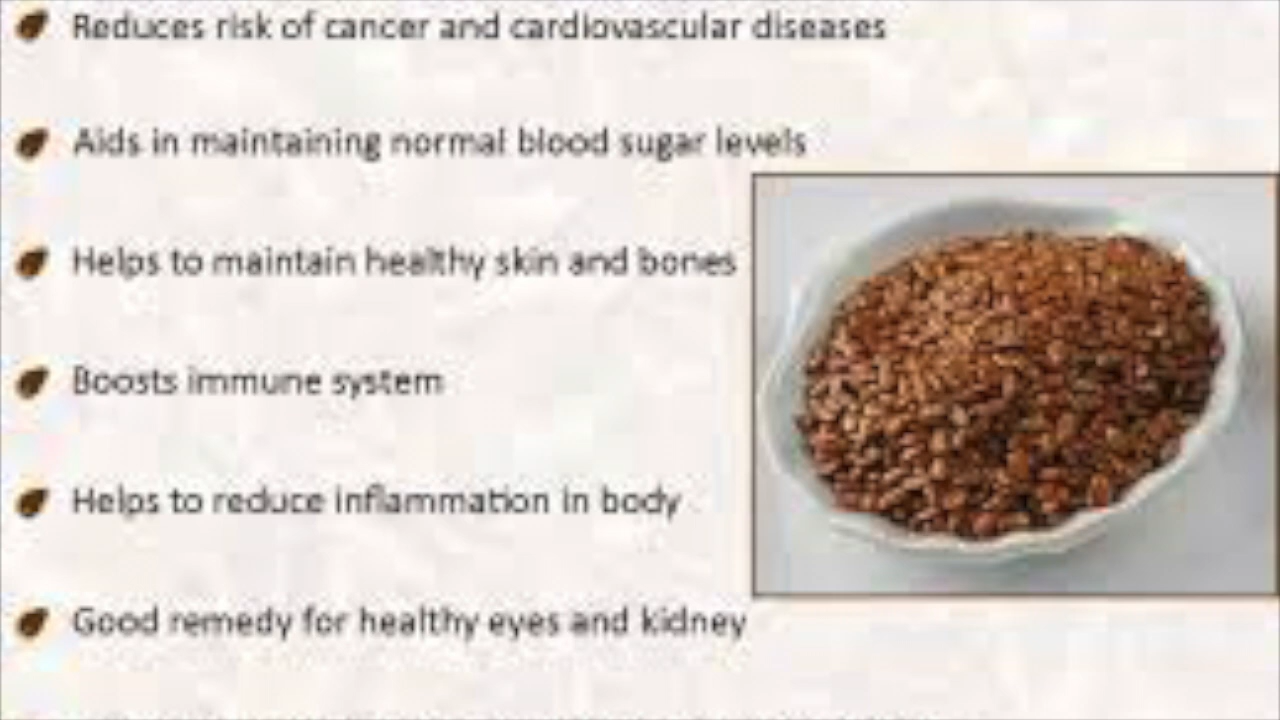 Reduces risk of cancer and cardiovascular diseases
Aids in maintaining normal blood sugar levels
Helps to maintain healthy skin and bones
Boosts immune system
Helps to reduce inflammation in body
Good remedy for healthy eyes and kidney